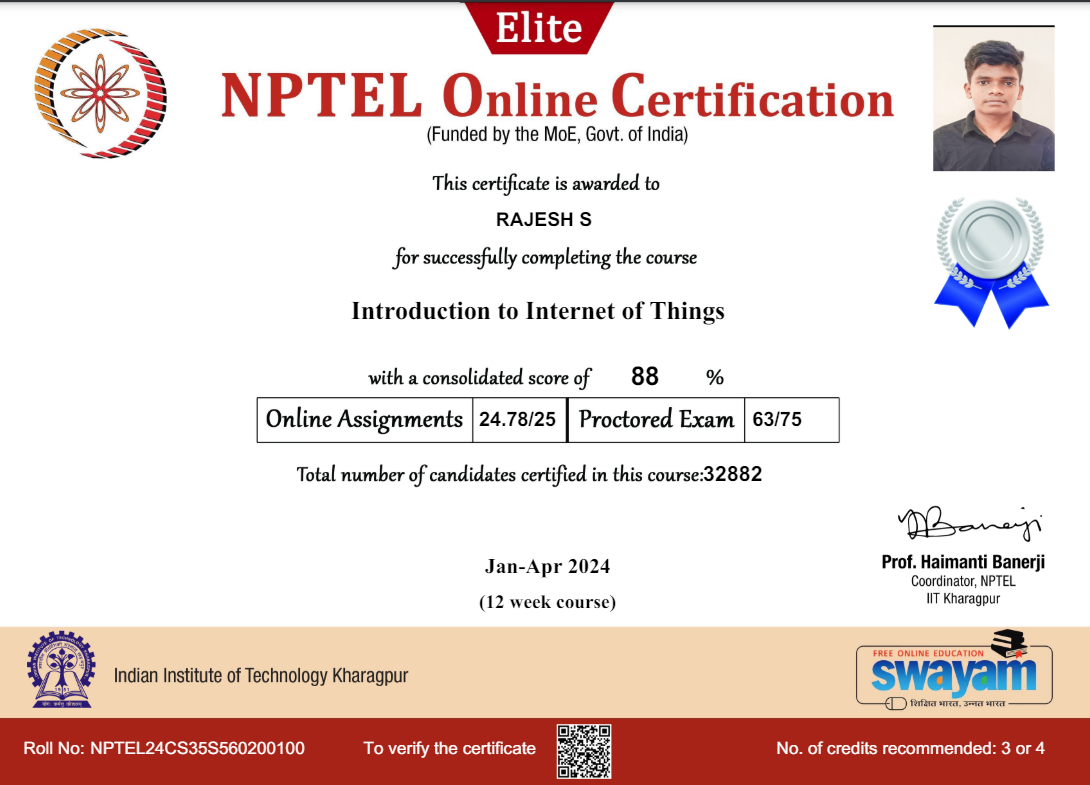 Elite
NPTEL Online Certification
(Funded by the MoE, Govt. of India)
This certificate is awarded to
RAJESH S
for successfully completing the course
Introduction to Internet of Things
with a consolidated score of 88 %
Online Assignments 24.78/25 Proctored Exam 63/75
Total number of candidates certified in this course:32882
Banerji
Prof. Haimanti Banerji
Coordinator, NPTEL
IIT Kharagpur
Jan-Apr 2024
(12 week course)
Indian Institute of Technology Kharagpur
FREE ONLINE EDUCATION
swayam
शिक्षित भारत, उन्नत भारत
Roll No: NPTEL24CS35S560200100
To verify the certificate
No. of credits recommended: 3 or 4